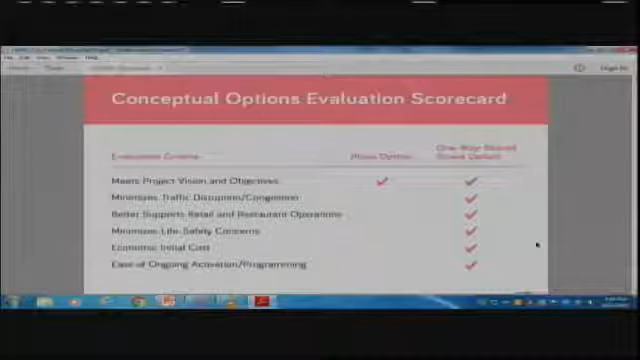 Conceptual Options Evaluation Scorecard
Evaluation Criteria
Plaza Option
One-Way Shared
Street Option
Meets Project Vision and Objectives
Minimizes Traffic Disruption/Congestion
Better Supports Retail and Restaurant Operations
Minimizes Life Safety Concerns
Economic Initial Cost
Ease of Ongoing Activation/Programming
Sign In